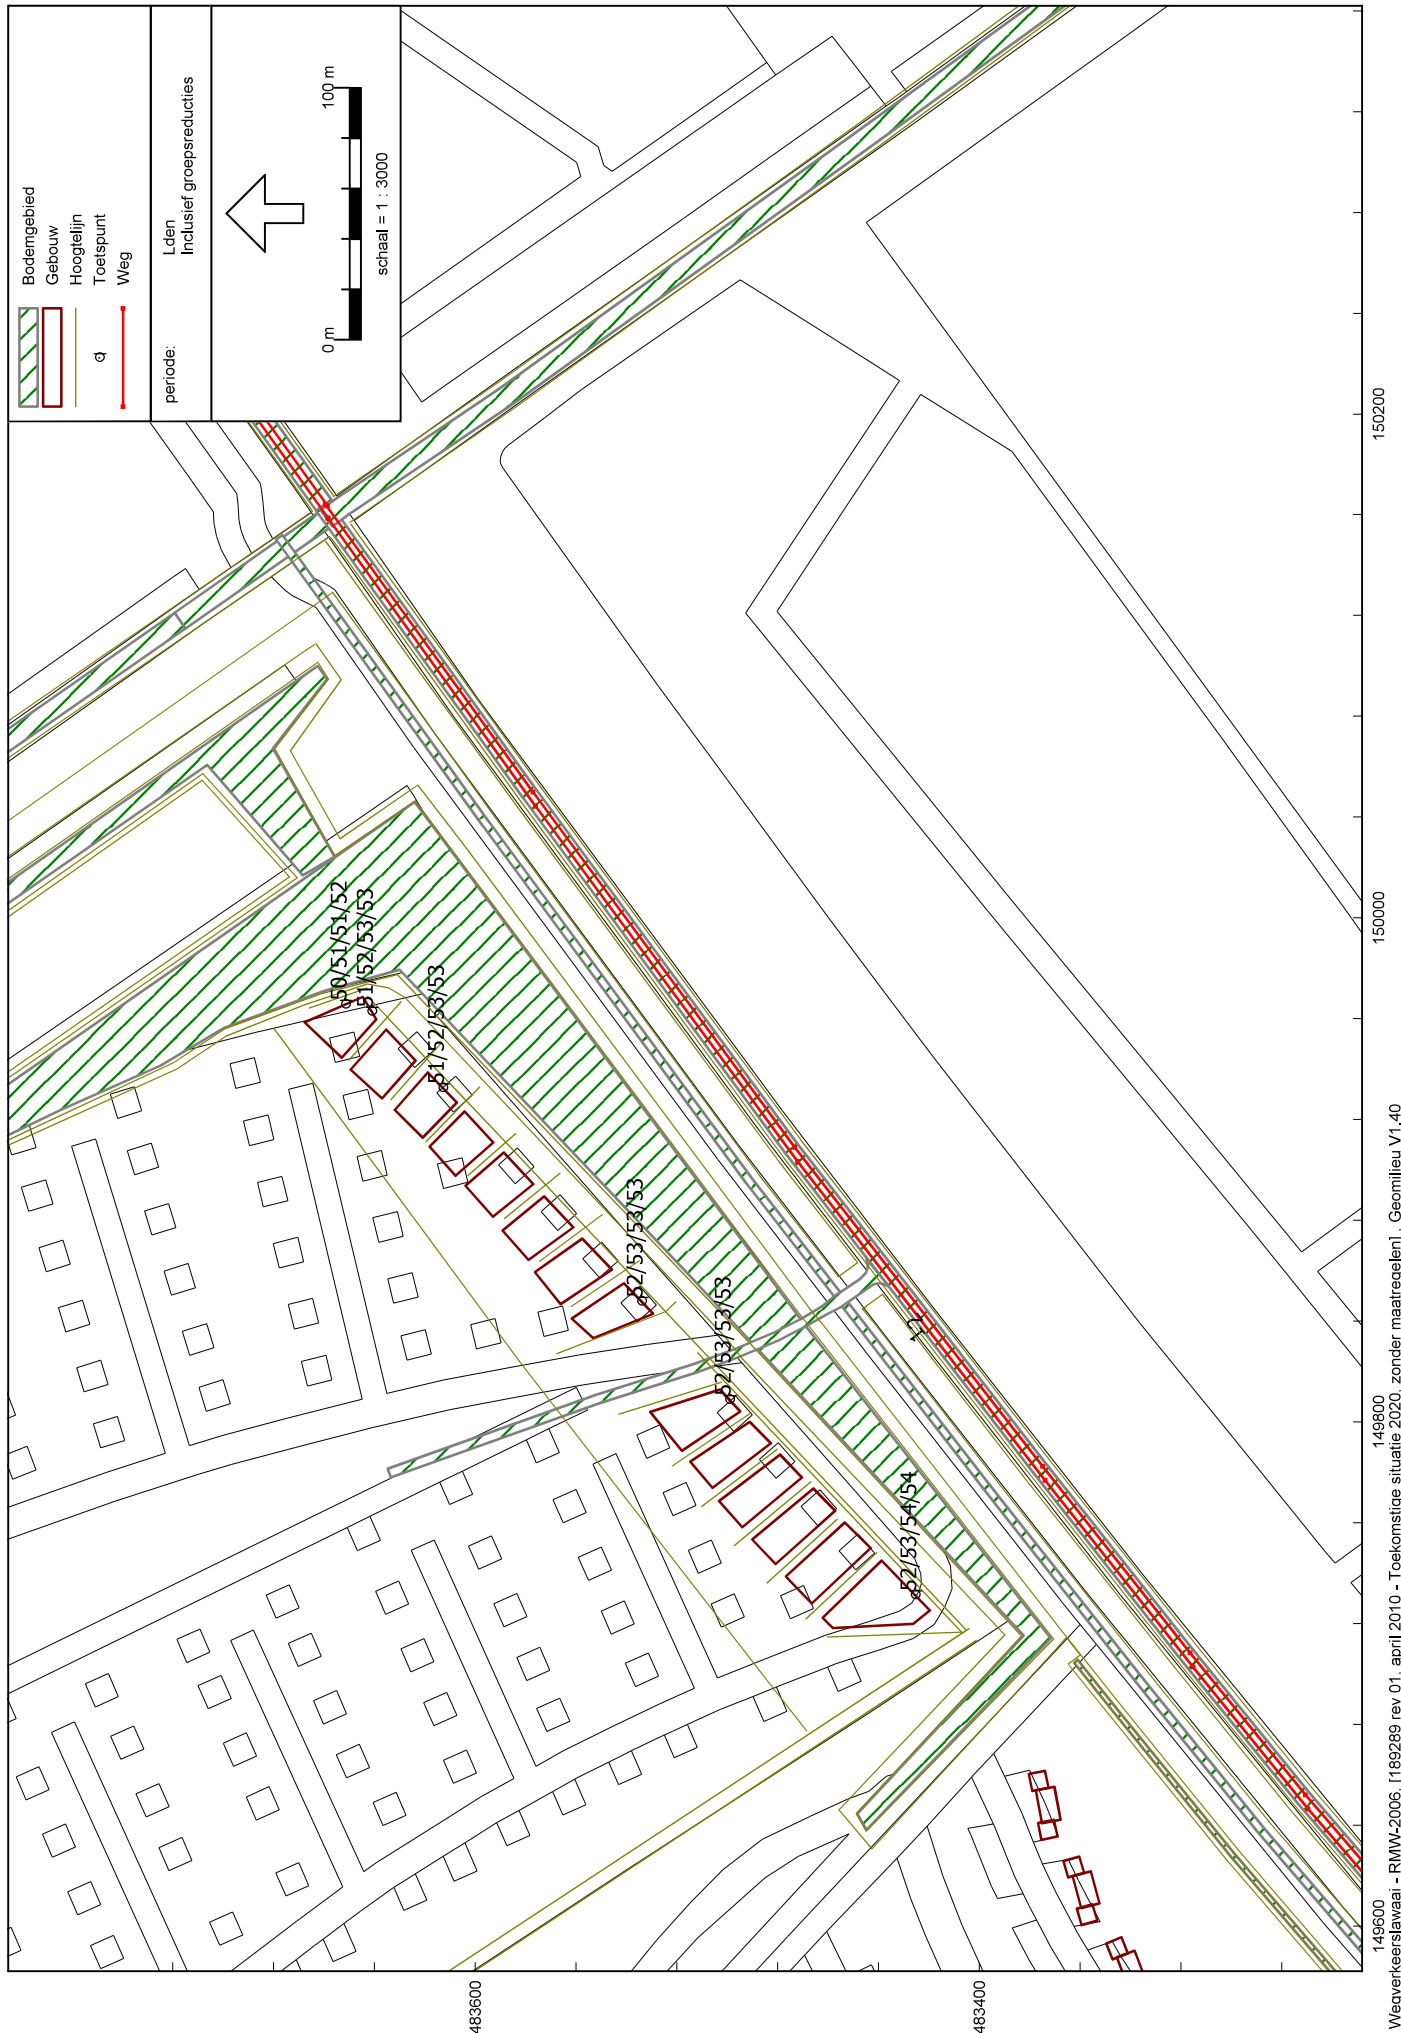 Bodemgebied
Gebouw
Hoogtelijn
Toetspunt
Weg
periode: Lden
Inclusief groepsreducties
0 m 100 m
schaal = 1 : 3000
50/51/51/52
51/52/53/53
51/52/53/53
52/53/53/53
52/53/53/53
52/53/54/54
12
483600
483400
149600 149800 150000 150200
Wegverkeerslawaai - RMW-2006, [189289 rev 01. april 2010 - Toekomstige situatie 2020, zonder maatregelen] , Geomilieu V1.40